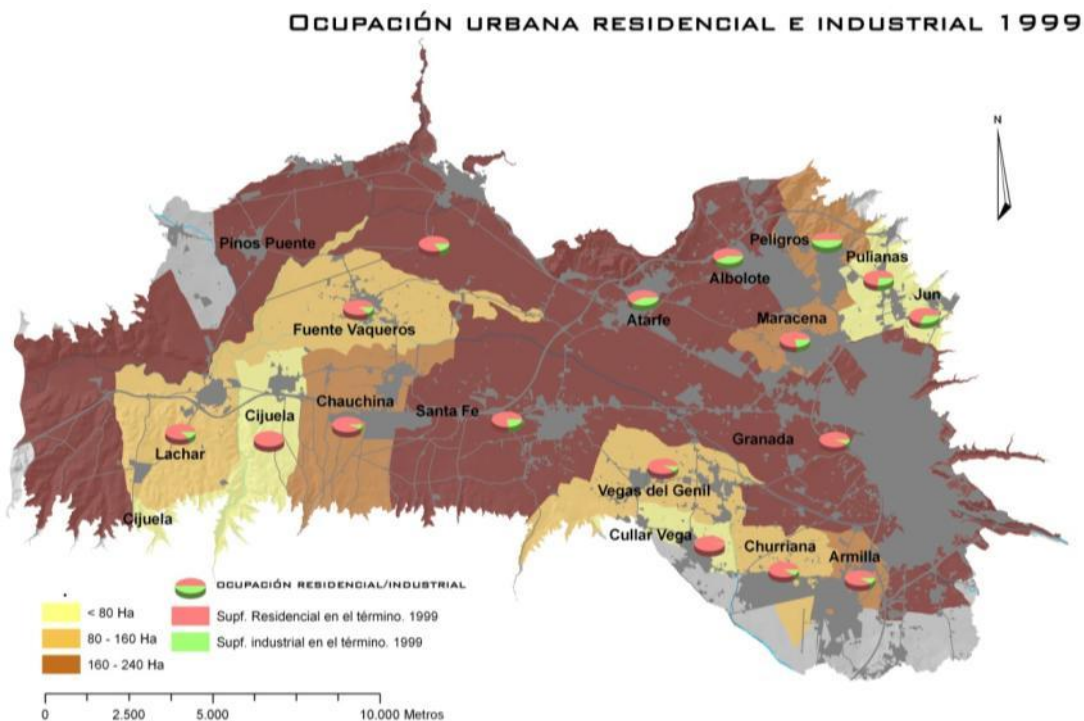 OCUPACIÓN URBANA RESIDENCIAL E INDUSTRIAL 1999
N
Pinos Puente
Peligros
Albolote
Pulianas
Jun
Fuente Vaqueros
Atarfe
Maracena
Chauchina
Cijuela
Santa Fe
Granada
Lachar
Vegas del Genil
Cijuela
Cullar Vega
Churriana
Armilla
OCUPACIÓN RESIDENCIAL/INDUSTRIAL
< 80 Ha
Supf. Residencial en el término. 1999
80 - 160 Ha
Supf. industrial en el término. 1999
160 - 240 Ha
0 2.500 5.000 10.000 Metros